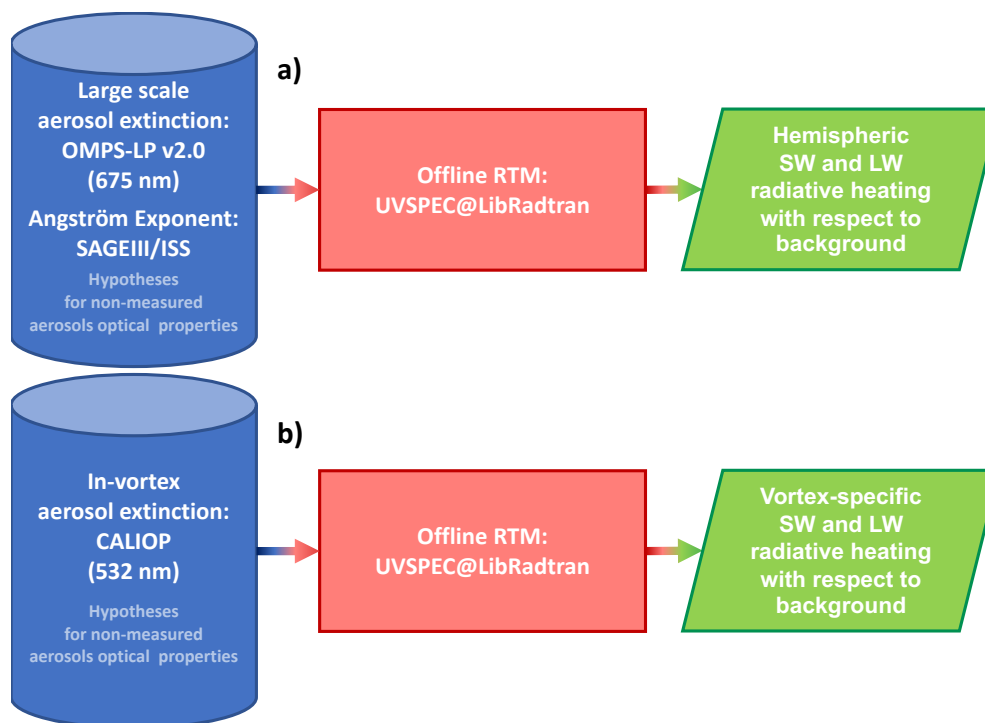 a)
Large scale
aerosol extinction:
OMPS-LP v2.0
(675 nm)
Angström Exponent:
SAGEIII/ISS
Hypotheses
for non-measured
aerosols optical properties
Offline RTM:
UVSPEC@LibRadtran
Hemispheric
SW and LW
radiative heating
with respect to
background
b)
In-vortex
aerosol extinction:
CALIOP
(532 nm)
Hypotheses
for non-measured
aerosols optical properties
Offline RTM:
UVSPEC@LibRadtran
Vortex-specific
SW and LW
radiative heating
with respect to
background